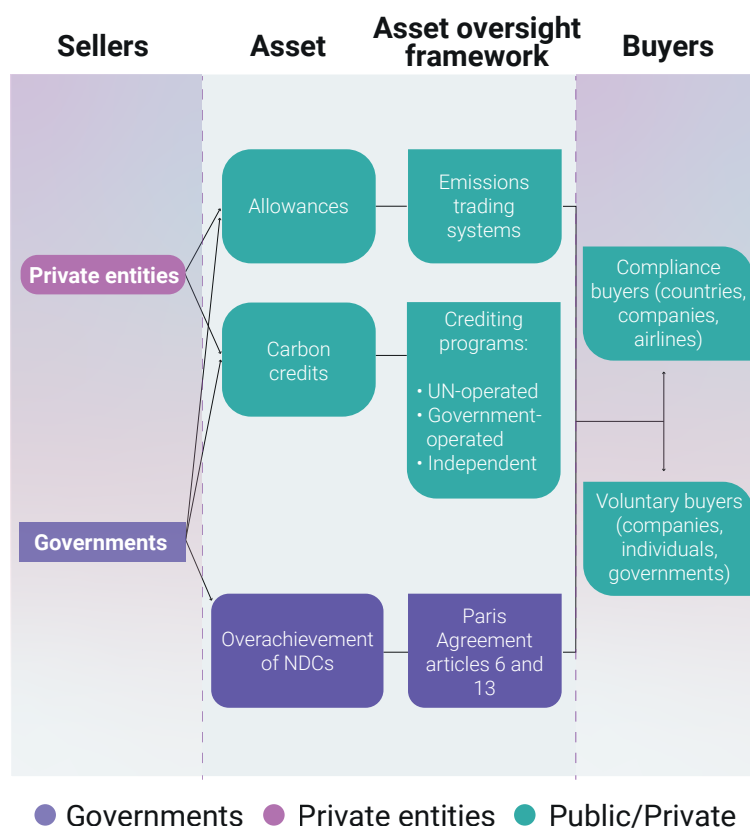 Sellers
Asset
Asset oversight
framework
Buyers
Private entities
Governments
Allowances
Carbon
credits
Overachievement
of NDCs
Emissions
trading
systems
Crediting
programs:
• UN-operated
• Government-
operated
• Independent
Paris
Agreement
articles 6 and
13
Compliance
buyers (countries,
companies,
airlines)
Voluntary buyers
(companies,
individuals,
governments)
Governments
Private entities
Public/Private